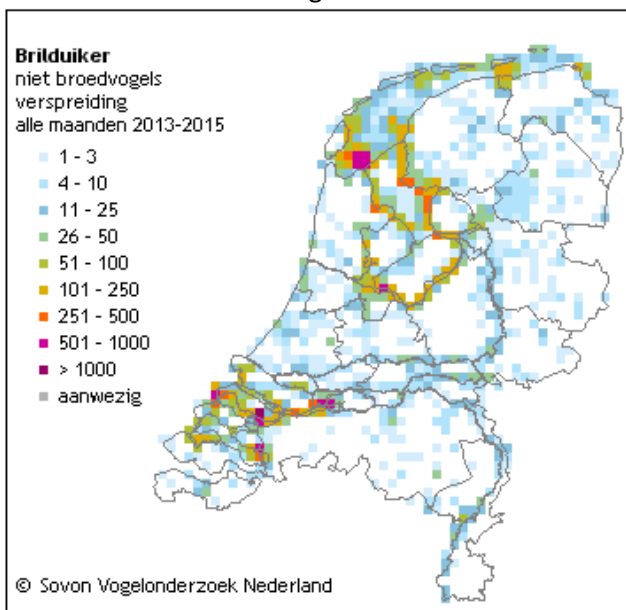 Brilduiker
niet broedvogels
verspreiding
alle maanden 2013-2015
1 - 3
4 - 10
11 - 25
26 - 50
51 - 100
101 - 250
251 - 500
501 - 1000
> 1000
aanwezig
© Sovon Vogelonderzoek Nederland